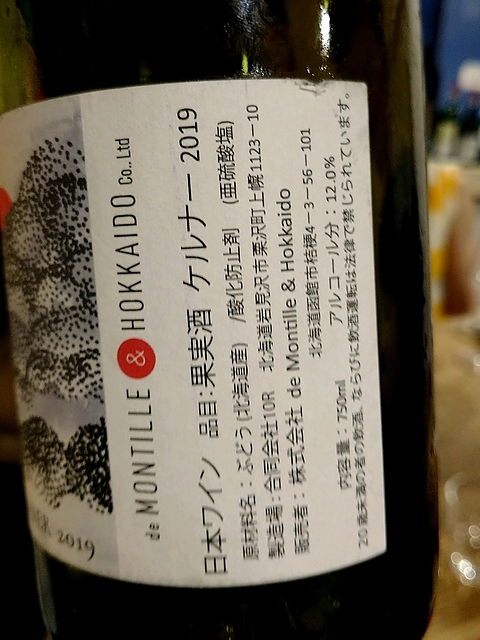 de MONTILLE & HOKKAIDO Co., Ltd
日本ワイン 品目:果実酒 ケルナー 2019
原材料名:ぶどう(北海道産)/酸化防止剤 (亜硫酸塩)
製造場:合同会社10R 北海道岩見沢市栗沢町上幌1123-10
販売者: 株式会社 de Montille & Hokkaido
北海道函館市桔梗4-3-56-101
内容量:750ml アルコール分:12.0%
20歳未満の者の飲酒、ならびに飲酒運転は法律で禁じられています。
2019